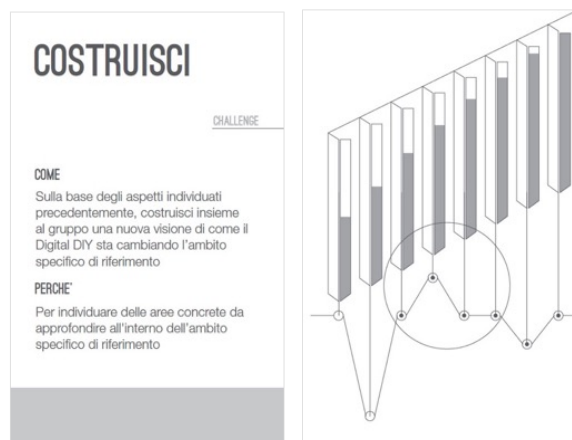 COSTRUISCI
CHALLENGE
COME
Sulla base degli aspetti individuati
precedentemente, costruisci insieme
al gruppo una nuova visione di come il
Digital DIY sta cambiando l'ambito
specifico di riferimento
PERCHE'
Per individuare delle aree concrete da
approfondire all'interno dell'ambito
specifico di riferimento